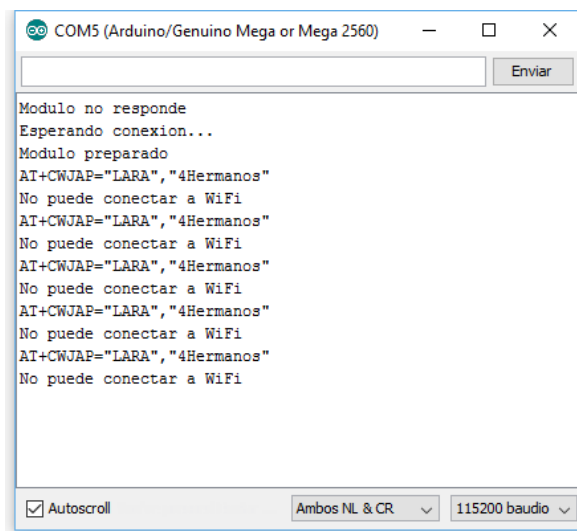 COM5 (Arduino/Genuino Mega or Mega 2560)
Enviar
Modulo no responde
Esperando conexion...
Modulo preparado
AT+CWJAP="LARA","4Hermanos"
No puede conectar a WiFi
AT+CWJAP="LARA","4Hermanos"
No puede conectar a WiFi
AT+CWJAP="LARA","4Hermanos"
No puede conectar a WiFi
AT+CWJAP="LARA","4Hermanos"
No puede conectar a WiFi
AT+CWJAP="LARA","4Hermanos"
No puede conectar a WiFi
Autoscroll Ambos NL & CR 115200 baudio